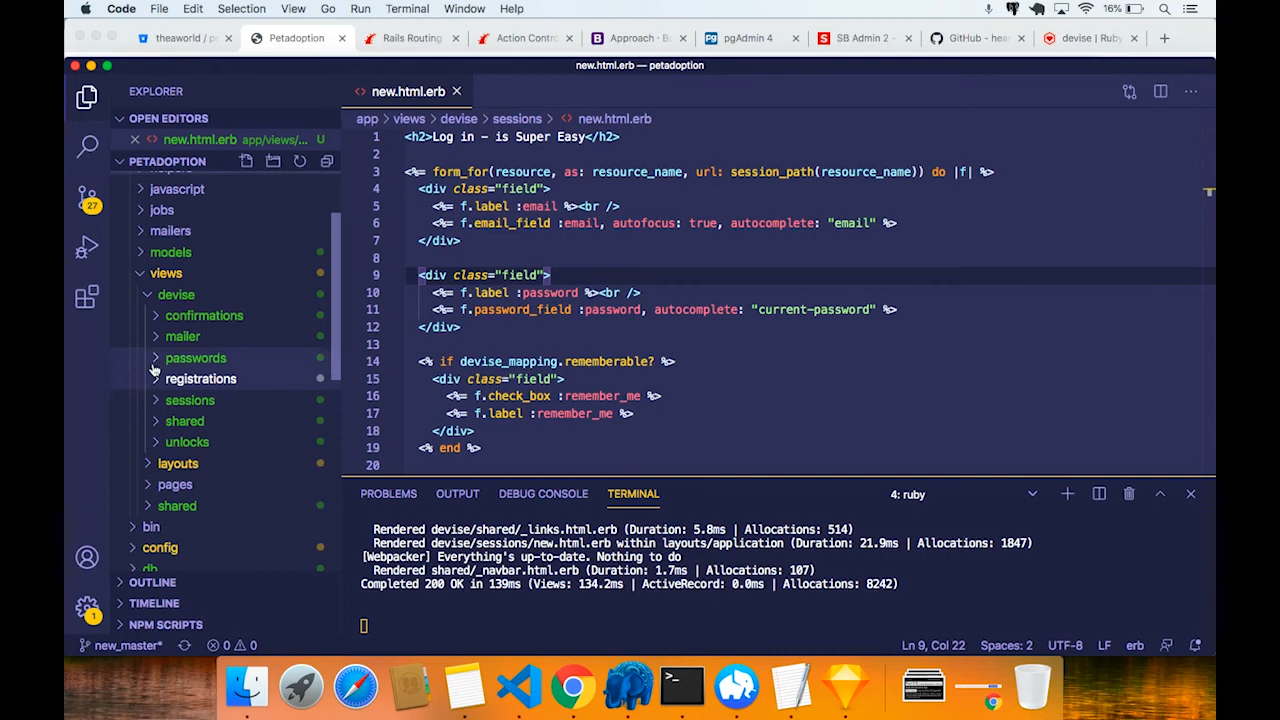 Code File Edit Selection View Go Run Terminal Window Help 16%
theaworld / p Petadoption Rails Routing Action Contro Approach · B pgAdmin 4 SB Admin 2 – GitHub - hear devise | Ruby
new.html.erb — petadoption
EXPLORER
OPEN EDITORS
new.html.erb app/views/... U
PETADOPTION
javascript
jobs
mailers
models
views
devise
confirmations
mailer
passwords
registrations
sessions
shared
unlocks
layouts
pages
shared
bin
config
db
OUTLINE
TIMELINE
NPM SCRIPTS
27
1
new.html.erb
app > views > devise > sessions > new.html.erb
1 <h2>Log in - is Super Easy</h2>
2
3 <%= form_for(resource, as: resource_name, url: session_path(resource_name)) do |f| %>
4 <div class="field">
5 <%= f.label :email %><br />
6 <%= f.email_field :email, autofocus: true, autocomplete: "email" %>
7 </div>
8
9 <div class="field">
10 <%= f.label :password %><br />
11 <%= f.password_field :password, autocomplete: "current-password" %>
12 </div>
13
14 <% if devise_mapping.rememberable? %>
15 <div class="field">
16 <%= f.check_box :remember_me %>
17 <%= f.label :remember_me %>
18 </div>
19 <% end %>
20
PROBLEMS OUTPUT DEBUG CONSOLE TERMINAL 4: ruby
Rendered devise/shared/_links.html.erb (Duration: 5.8ms | Allocations: 514)
Rendered devise/sessions/new.html.erb within layouts/application (Duration: 21.9ms | Allocations: 1847)
[Webpacker] Everything's up-to-date. Nothing to do
Rendered shared/_navbar.html.erb (Duration: 1.7ms | Allocations: 107)
Completed 200 OK in 139ms (Views: 134.2ms | ActiveRecord: 0.0ms | Allocations: 8242)
new_master* 0 0 Ln 9, Col 22 Spaces: 2 UTF-8 LF erb